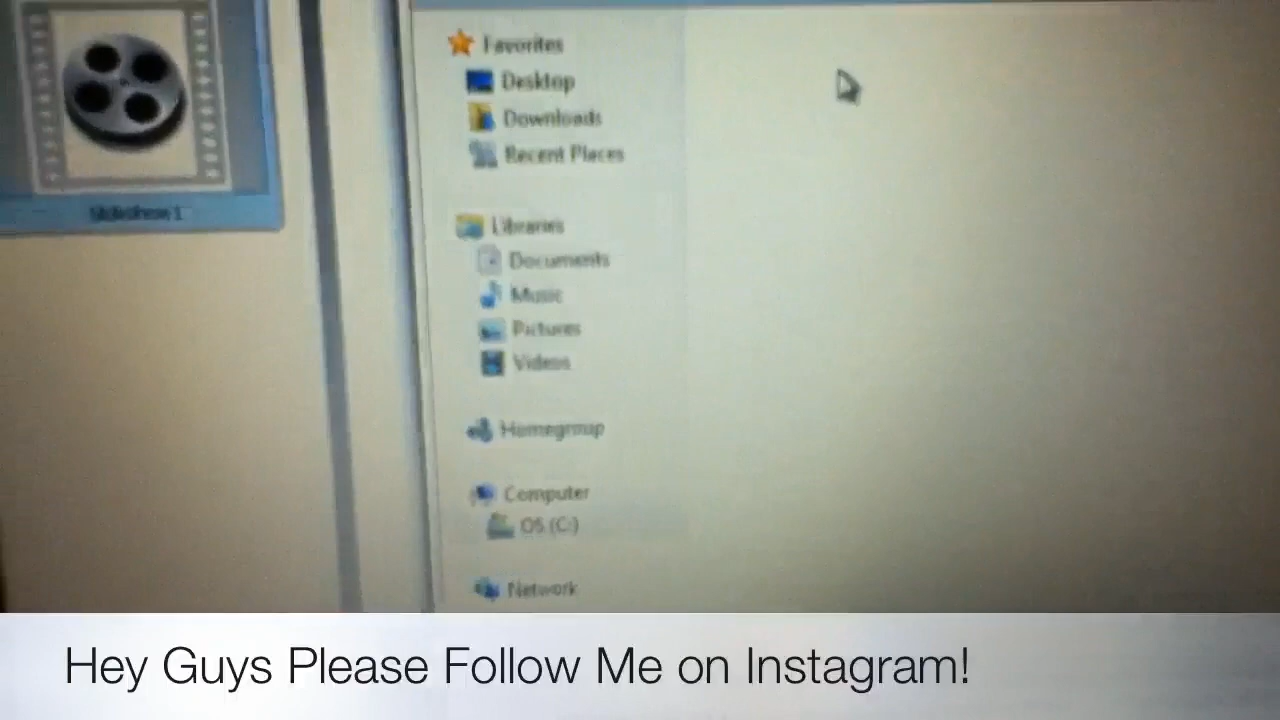 Slideshow1
Favorites
Desktop
Downloads
Recent Places
Libraries
Documents
Music
Pictures
Videos
Homegroup
Computer
OS (C:)
Network
Hey Guys Please Follow Me on Instagram!